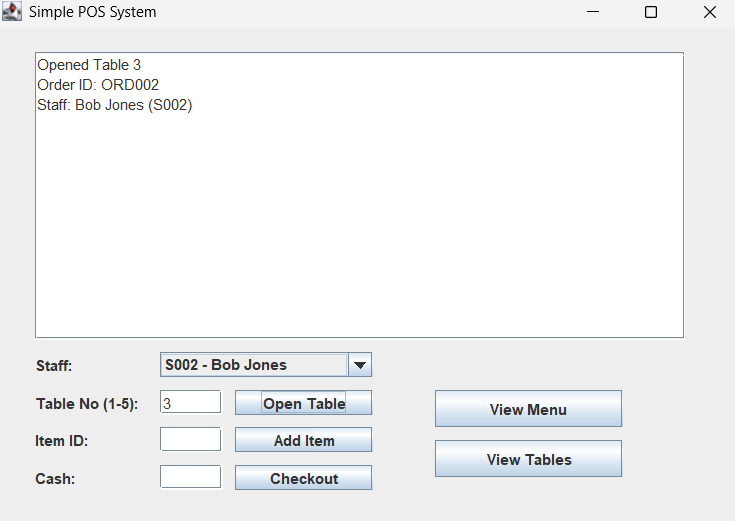 Simple POS System
Opened Table 3
Order ID: ORD002
Staff: Bob Jones (S002)
Staff:
S002 - Bob Jones
Table No (1-5):
3
Open Table
View Menu
Item ID:
Add Item
View Tables
Cash:
Checkout